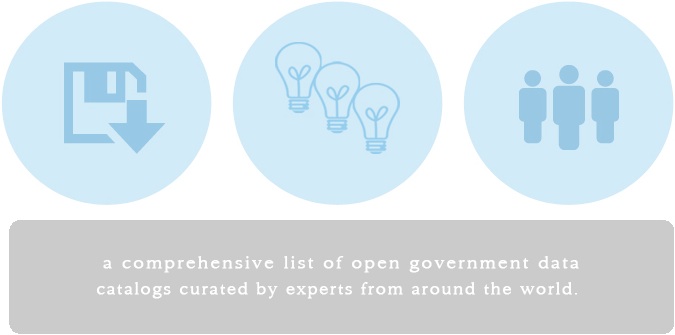 a comprehensive list of open government data
catalogs curated by experts from around the world.